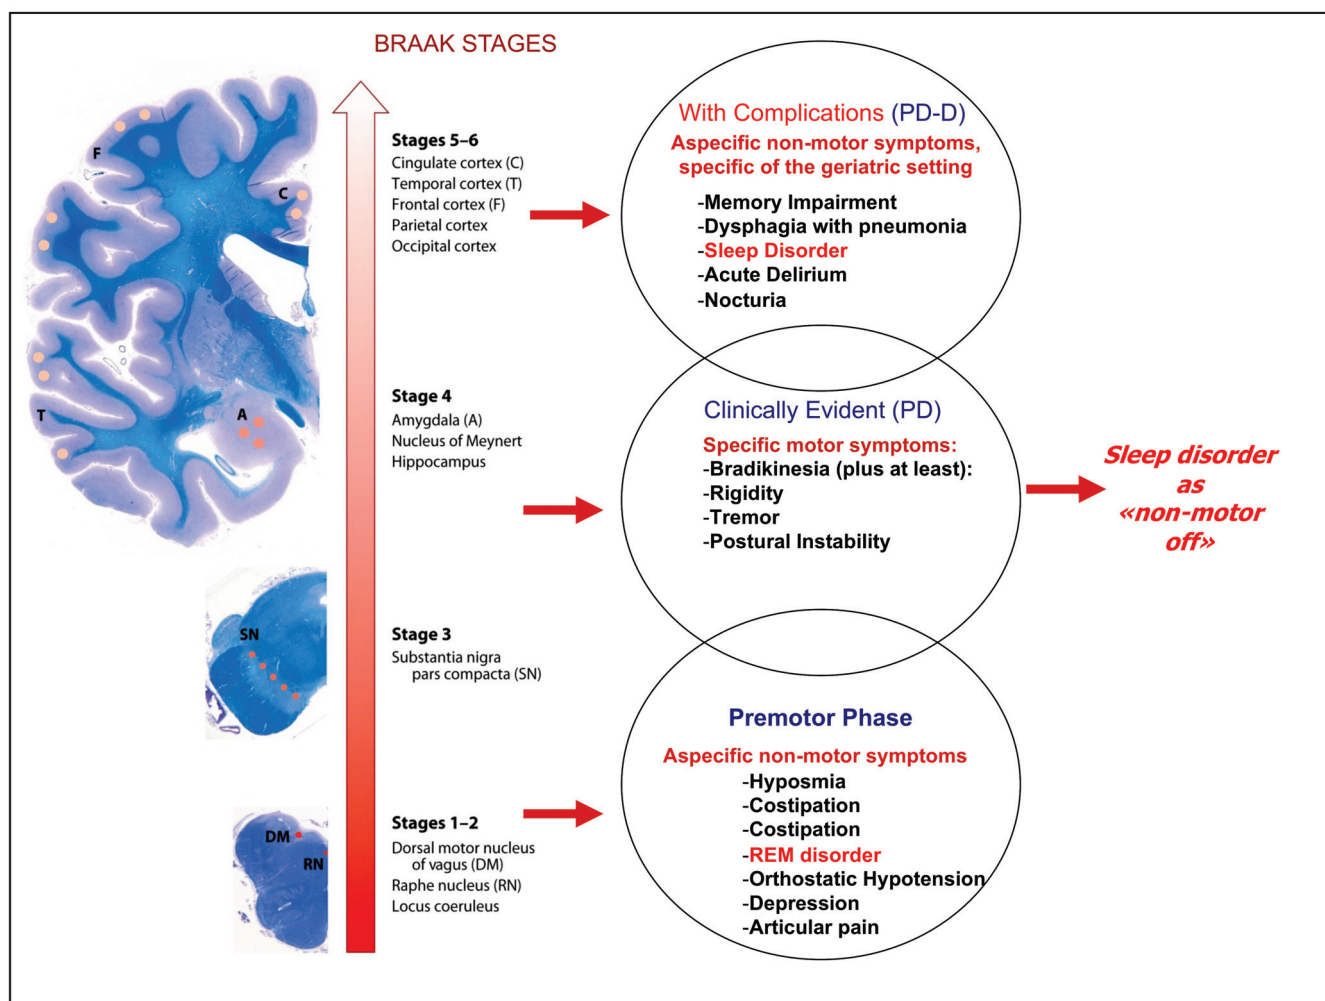 BRAAK STAGES
F
C
T
A
SN
DM
RN
Stages 5–6
Cingulate cortex (C)
Temporal cortex (T)
Frontal cortex (F)
Parietal cortex
Occipital cortex
Stage 4
Amygdala (A)
Nucleus of Meynert
Hippocampus
Stage 3
Substantia nigra
pars compacta (SN)
Stages 1–2
Dorsal motor nucleus
of vagus (DM)
Raphe nucleus (RN)
Locus coeruleus
With Complications (PD-D)
Aspecific non-motor symptoms,
specific of the geriatric setting
-Memory Impairment
-Dysphagia with pneumonia
-Sleep Disorder
-Acute Delirium
-Nocturia
Clinically Evident (PD)
Specific motor symptoms:
-Bradikinesia (plus at least):
-Rigidity
-Tremor
-Postural Instability
Premotor Phase
Aspecific non-motor symptoms
-Hyposmia
-Costipation
-Costipation
-REM disorder
-Orthostatic Hypotension
-Depression
-Articular pain
Sleep disorder
as
«non-motor
off»